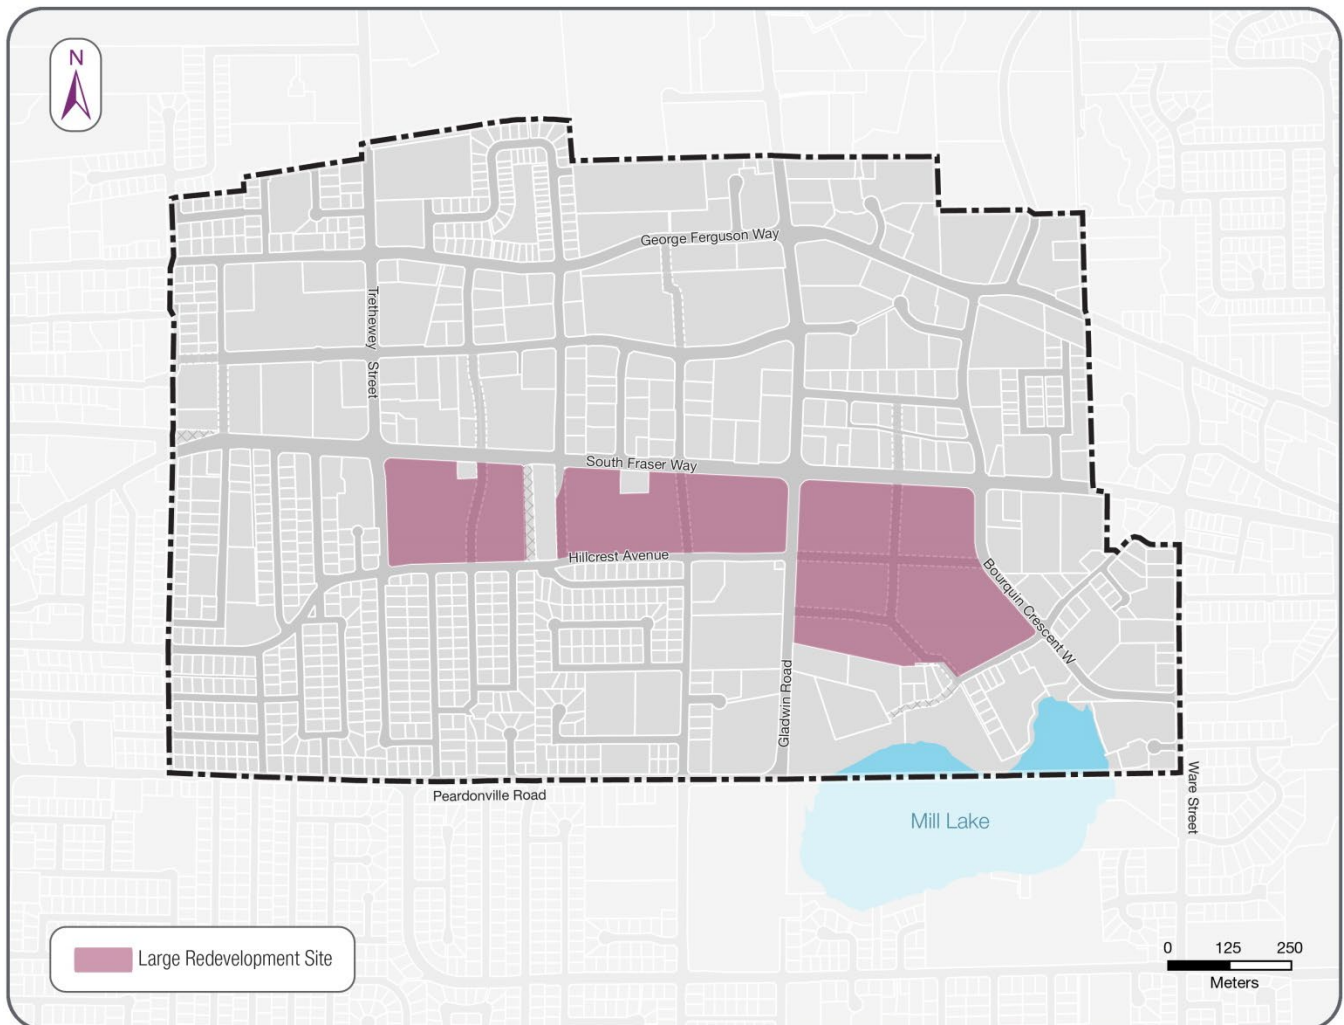 N
George Ferguson Way
Trethewey Street
South Fraser Way
Hillcrest Avenue
Bourquin Crescent W
Gladwin Road
Ware Street
Peardonville Road
Mill Lake
Large Redevelopment Site
0 125 250
Meters